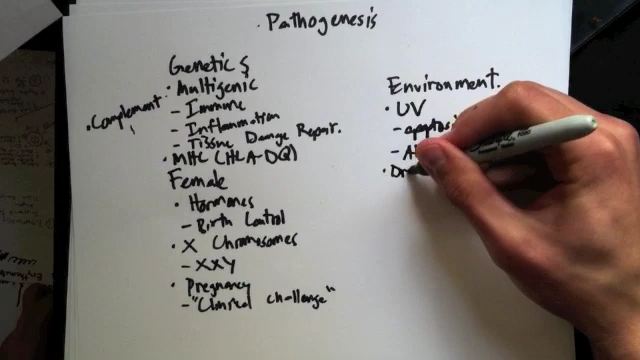 · Pathogenesis
Genetic &
· Multigenic
- Immune
- Inflammation
- Tissue Damage Repair.
· Complement
· MHC (HLA-DQ)
Female
· Hormones
- Birth Control
· X Chromosomes
- XXY
· Pregnancy
- "Clinical challenge"
Environment.
· UV